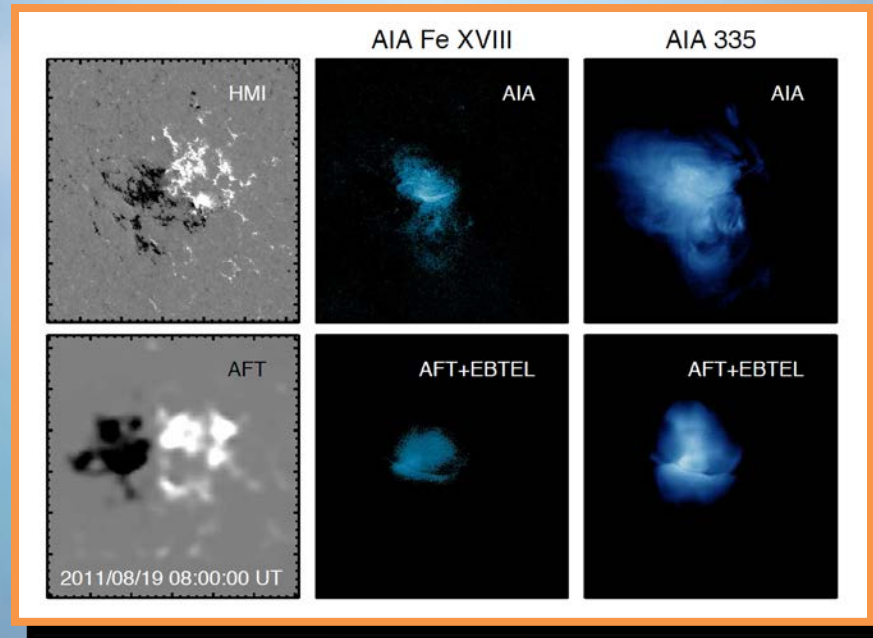 AIA Fe XVIII
AIA 335
HMI
AIA
AIA
AFT
AFT+EBTEL
AFT+EBTEL
2011/08/19 08:00:00 UT